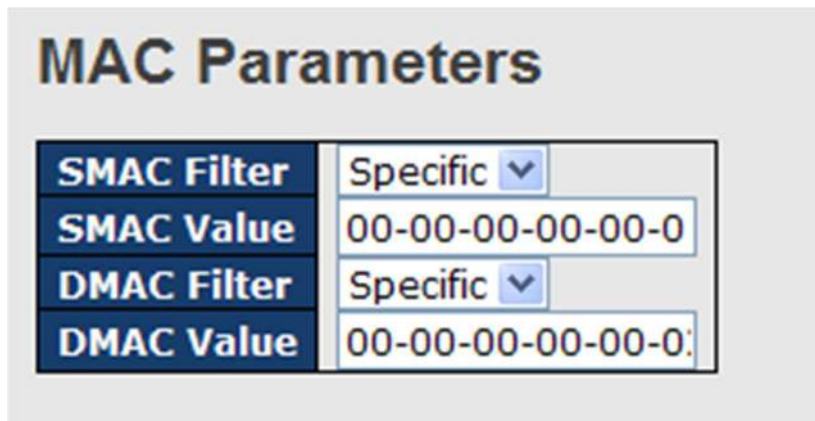 MAC Parameters
SMAC Filter Specific
SMAC Value 00-00-00-00-00-0
DMAC Filter Specific
DMAC Value 00-00-00-00-00-0